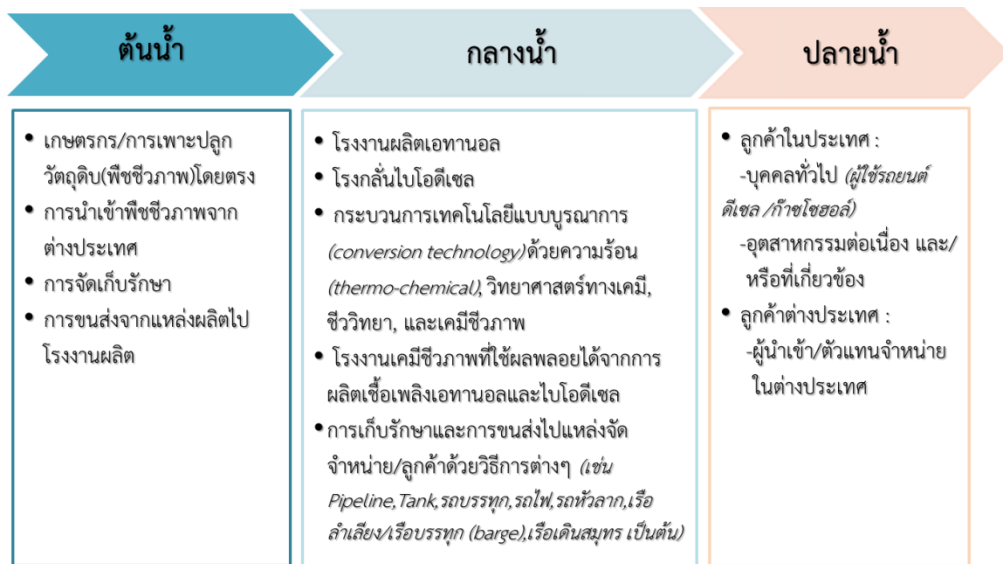 ต้นน้ำ
กลางน้ำ
ปลายน้ำ
• เกษตรกร/การเพาะปลูก
วัตถุดิบ(พืชชีวภาพ)โดยตรง
• การนำเข้าพืชชีวภาพจาก
ต่างประเทศ
• การจัดเก็บรักษา
• การขนส่งจากแหล่งผลิตไป
โรงงานผลิต
• โรงงานผลิตเอทานอล
• โรงกลั่นไบโอดีเซล
• กระบวนการเทคโนโลยีแบบบูรณาการ
(conversion technology)ด้วยความร้อน
(thermo-chemical), วิทยาศาสตร์ทางเคมี,
ชีววิทยา, และเคมีชีวภาพ
• โรงงานเคมีชีวภาพที่ใช้ผลพลอยได้จากการ
ผลิตเชื้อเพลิงเอทานอลและไบโอดีเซล
• การเก็บรักษาและการขนส่งไปแหล่งจัด
จำหน่าย/ลูกค้าด้วยวิธีการต่างๆ (เช่น
Pipeline,Tank,รถบรรทุก,รถไฟ,รถหัวลาก,เรือ
ลำเลียง/เรือบรรทุก (barge),เรือเดินสมุทร เป็นต้น)
• ลูกค้าในประเทศ :
-บุคคลทั่วไป (ผู้ใช้รถยนต์
ดีเซล /ก๊าซโซฮอล์)
-อุตสาหกรรมต่อเนื่อง และ/
หรือที่เกี่ยวข้อง
• ลูกค้าต่างประเทศ :
-ผู้นำเข้า/ตัวแทนจำหน่าย
ในต่างประเทศ